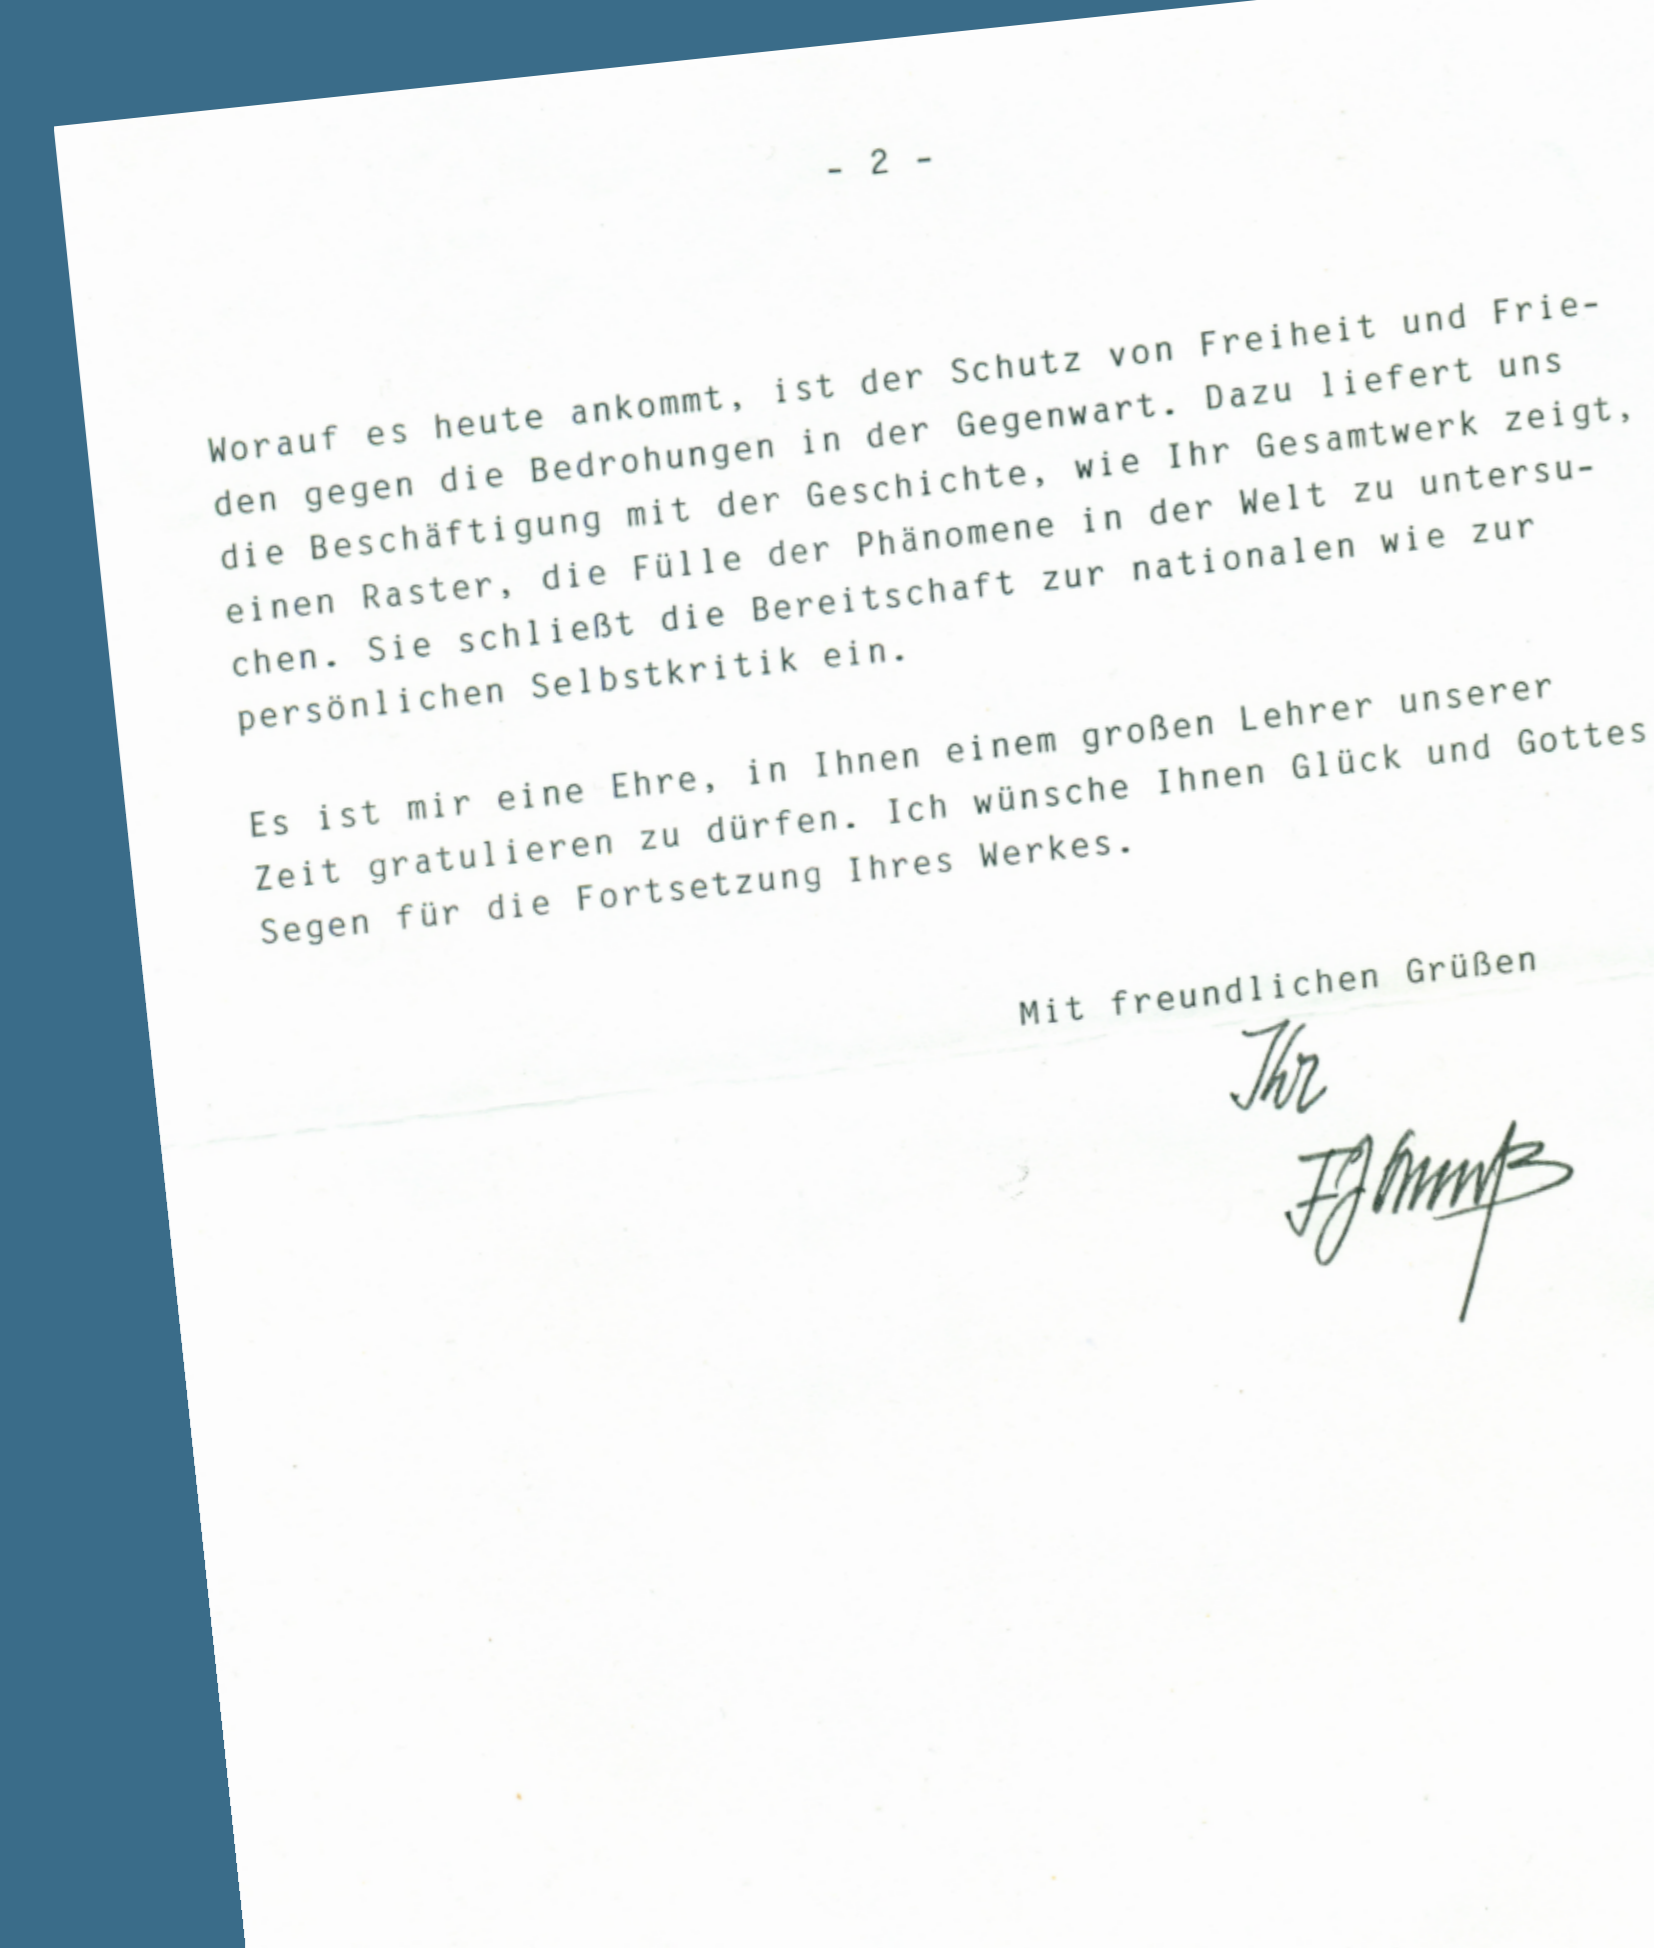 - 2 -
Worauf es heute ankommt, ist der Schutz von Freiheit und Frie-
den gegen die Bedrohungen in der Gegenwart. Dazu liefert uns
die Beschäftigung mit der Geschichte, wie Ihr Gesamtwerk zeigt,
einen Raster, die Fülle der Phänomene in der Welt zu untersu-
chen. Sie schließt die Bereitschaft zur nationalen wie zur
persönlichen Selbstkritik ein.
Es ist mir eine Ehre, in Ihnen einem großen Lehrer unserer
Zeit gratulieren zu dürfen. Ich wünsche Ihnen Glück und Gottes
Segen für die Fortsetzung Ihres Werkes.
Mit freundlichen Grüßen
Ihr
FJStrauß